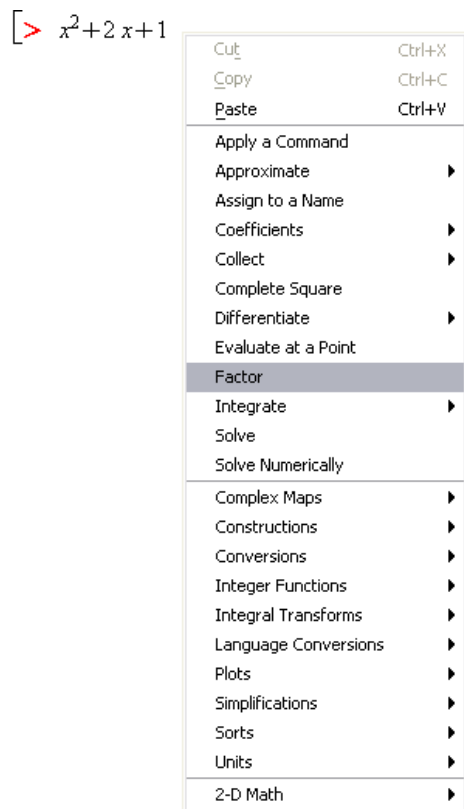 > x²+2 x+1
Cut Ctrl+X
Copy Ctrl+C
Paste Ctrl+V
Apply a Command
Approximate
Assign to a Name
Coefficients
Collect
Complete Square
Differentiate
Evaluate at a Point
Factor
Integrate
Solve
Solve Numerically
Complex Maps
Constructions
Conversions
Integer Functions
Integral Transforms
Language Conversions
Plots
Simplifications
Sorts
Units
2-D Math